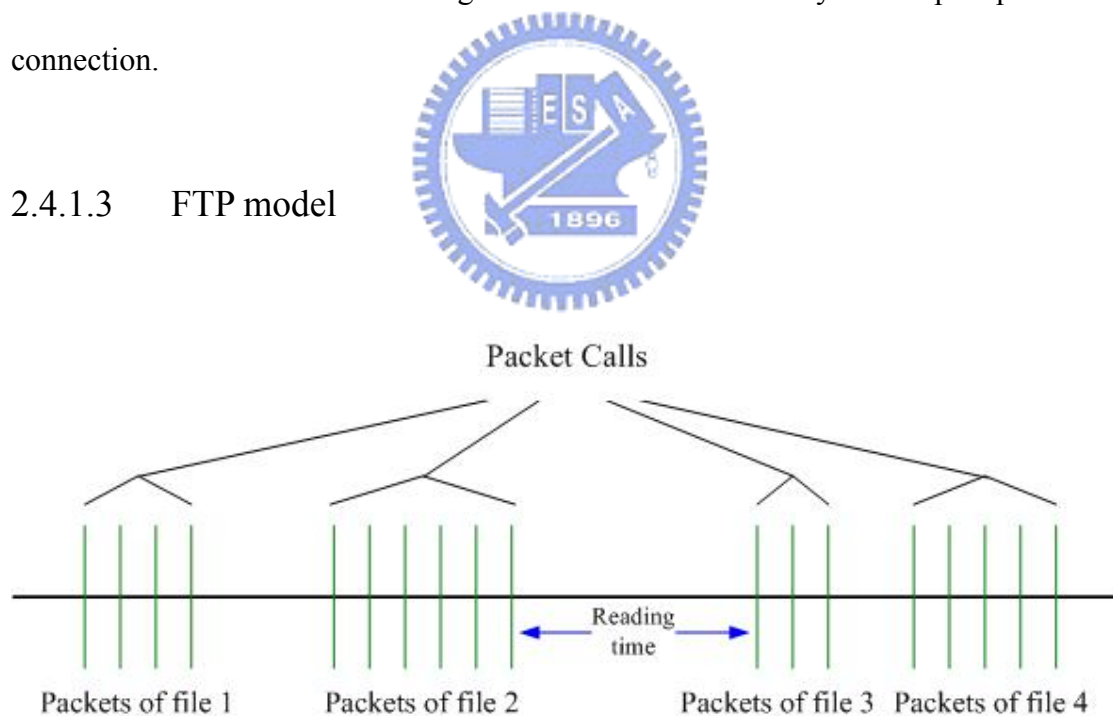 connection.
E S A
1896
2.4.1.3 FTP model
Packet Calls
Reading
time
Packets of file 1 Packets of file 2 Packets of file 3 Packets of file 4